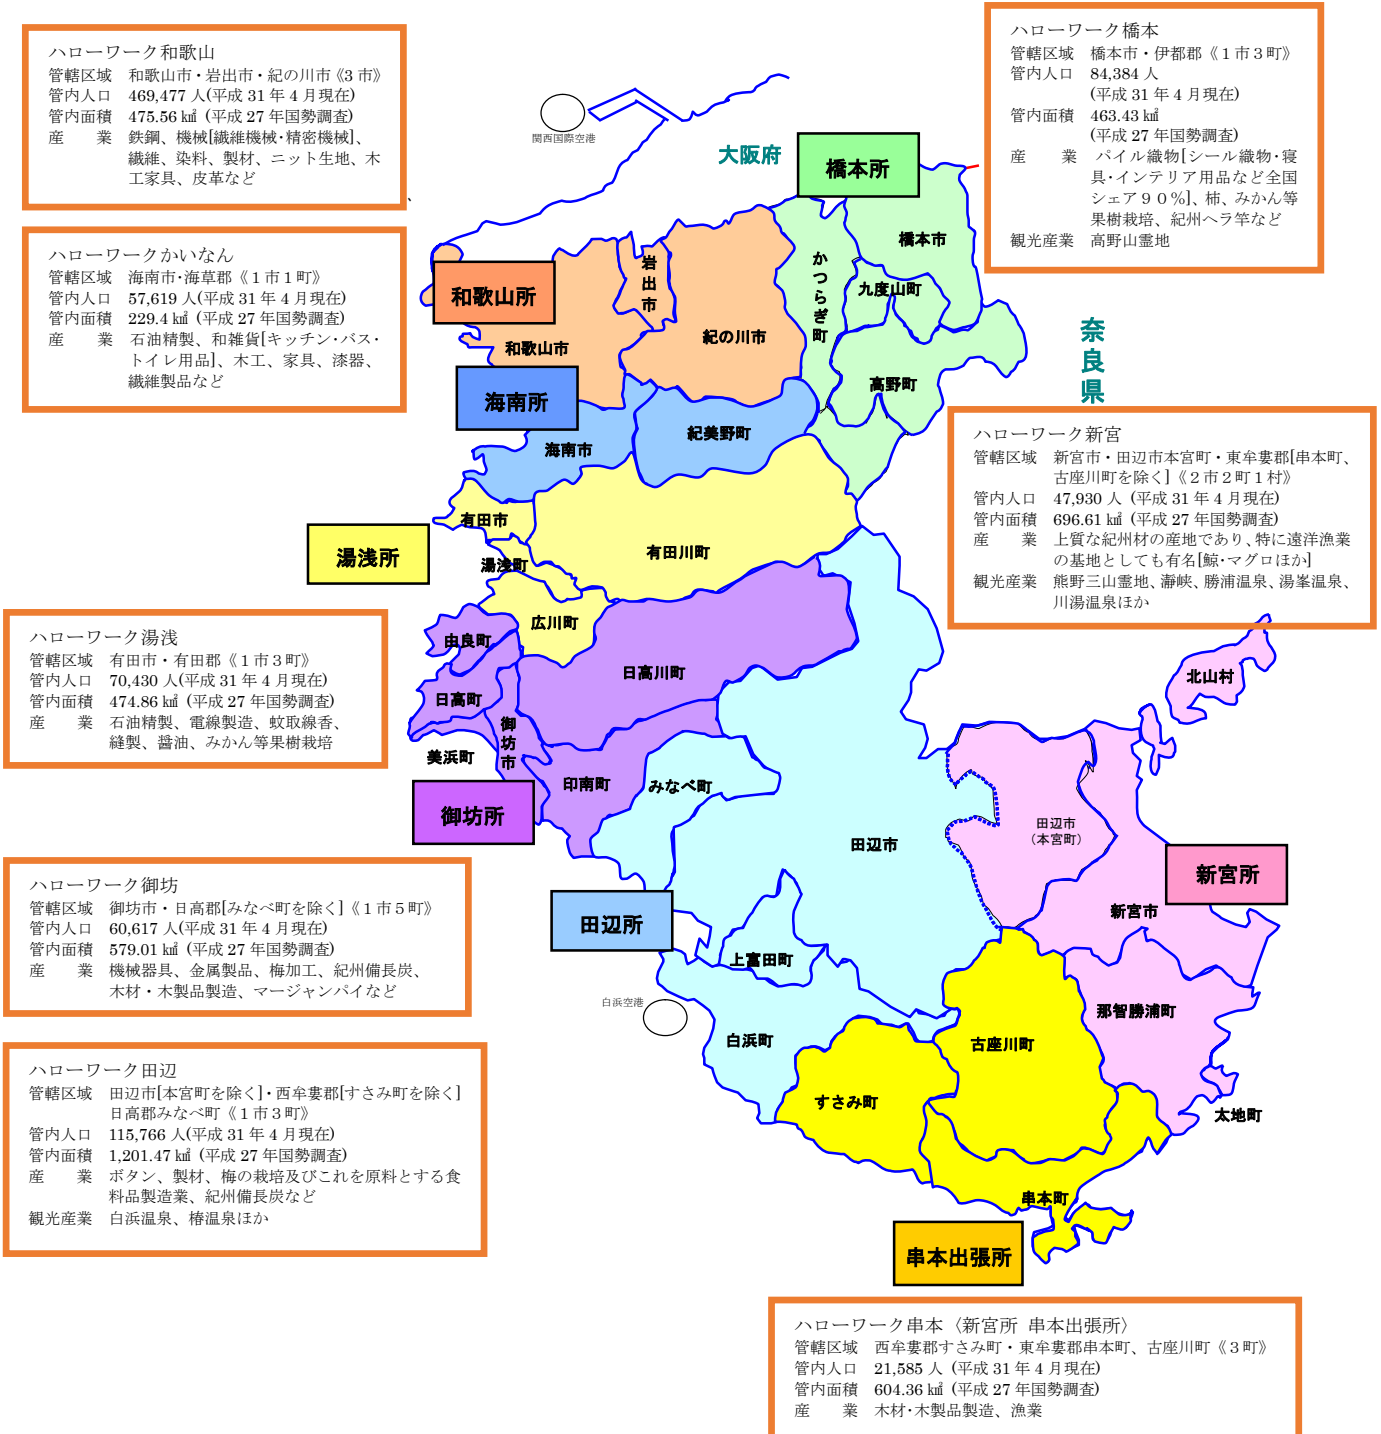 ハローワーク和歌山
管轄区域 和歌山市・岩出市・紀の川市《3 市》
管内人口 469,477 人(平成 31 年 4 月現在)
管内面積 475.56 ㎢ (平成 27 年国勢調査)
産 業 鉄鋼、機械[繊維機械・精密機械]、
繊維、染料、製材、ニット生地、木
工家具、皮革など
、
ハローワークかいなん
管轄区域 海南市・海草郡《１市１町》
管内人口 57,619 人(平成 31 年 4 月現在)
管内面積 229.4 ㎢ (平成 27 年国勢調査)
産 業 石油精製、和雑貨[キッチン・バス・
トイレ用品]、木工、家具、漆器、
繊維製品など
ハローワーク橋本
管轄区域 橋本市・伊都郡《１市３町》
管内人口 84,384 人
(平成 31 年 4 月現在)
管内面積 463.43 ㎢
(平成 27 年国勢調査)
産 業 パイル織物[シール織物・寝
具・インテリア用品など全国
シェア９０%]、柿、みかん等
果樹栽培、紀州ヘラ竿など
観光産業 高野山霊地
関西国際空港
大阪府
橋本所
橋本市
かつらぎ町
九度山町
高野町
岩出市
和歌山所
紀の川市
和歌山市
奈良県
海南所
紀美野町
海南市
ハローワーク新宮
管轄区域 新宮市・田辺市本宮町・東牟婁郡[串本町、
古座川町を除く]《２市２町１村》
管内人口 47,930 人 (平成 31 年 4 月現在)
管内面積 696.61 ㎢ (平成 27 年国勢調査)
産 業 上質な紀州材の産地であり、特に遠洋漁業
の基地としても有名[鯨・マグロほか]
観光産業 熊野三山霊地、瀞峡、勝浦温泉、湯峯温泉、
川湯温泉ほか
有田市
湯浅所
有田川町
湯浅町
広川町
ハローワーク湯浅
管轄区域 有田市・有田郡《１市３町》
管内人口 70,430 人(平成 31 年 4 月現在)
管内面積 474.86 ㎢ (平成 27 年国勢調査)
産 業 石油精製、電線製造、蚊取線香、
縫製、醤油、みかん等果樹栽培
由良町
日高川町
日高町
御坊市
美浜町
印南町
みなべ町
御坊所
北山村
田辺市
田辺市
(本宮町)
新宮所
新宮市
ハローワーク御坊
管轄区域 御坊市・日高郡[みなべ町を除く]《１市５町》
管内人口 60,617 人(平成 31 年 4 月現在)
管内面積 579.01 ㎢ (平成 27 年国勢調査)
産 業 機械器具、金属製品、梅加工、紀州備長炭、
木材・木製品製造、マージャンパイなど
田辺所
上富田町
白浜空港
白浜町
那智勝浦町
古座川町
すさみ町
太地町
串本町
串本出張所
ハローワーク田辺
管轄区域 田辺市[本宮町を除く]・西牟婁郡[すさみ町を除く]
日高郡みなべ町《１市３町》
管内人口 115,766 人(平成 31 年 4 月現在)
管内面積 1,201.47 ㎢ (平成 27 年国勢調査)
産 業 ボタン、製材、梅の栽培及びこれを原料とする食
料品製造業、紀州備長炭など
観光産業 白浜温泉、椿温泉ほか
ハローワーク串本〈新宮所 串本出張所〉
管轄区域 西牟婁郡すさみ町・東牟婁郡串本町、古座川町《３町》
管内人口 21,585 人 (平成 31 年 4 月現在)
管内面積 604.36 ㎢ (平成 27 年国勢調査)
産 業 木材・木製品製造、漁業